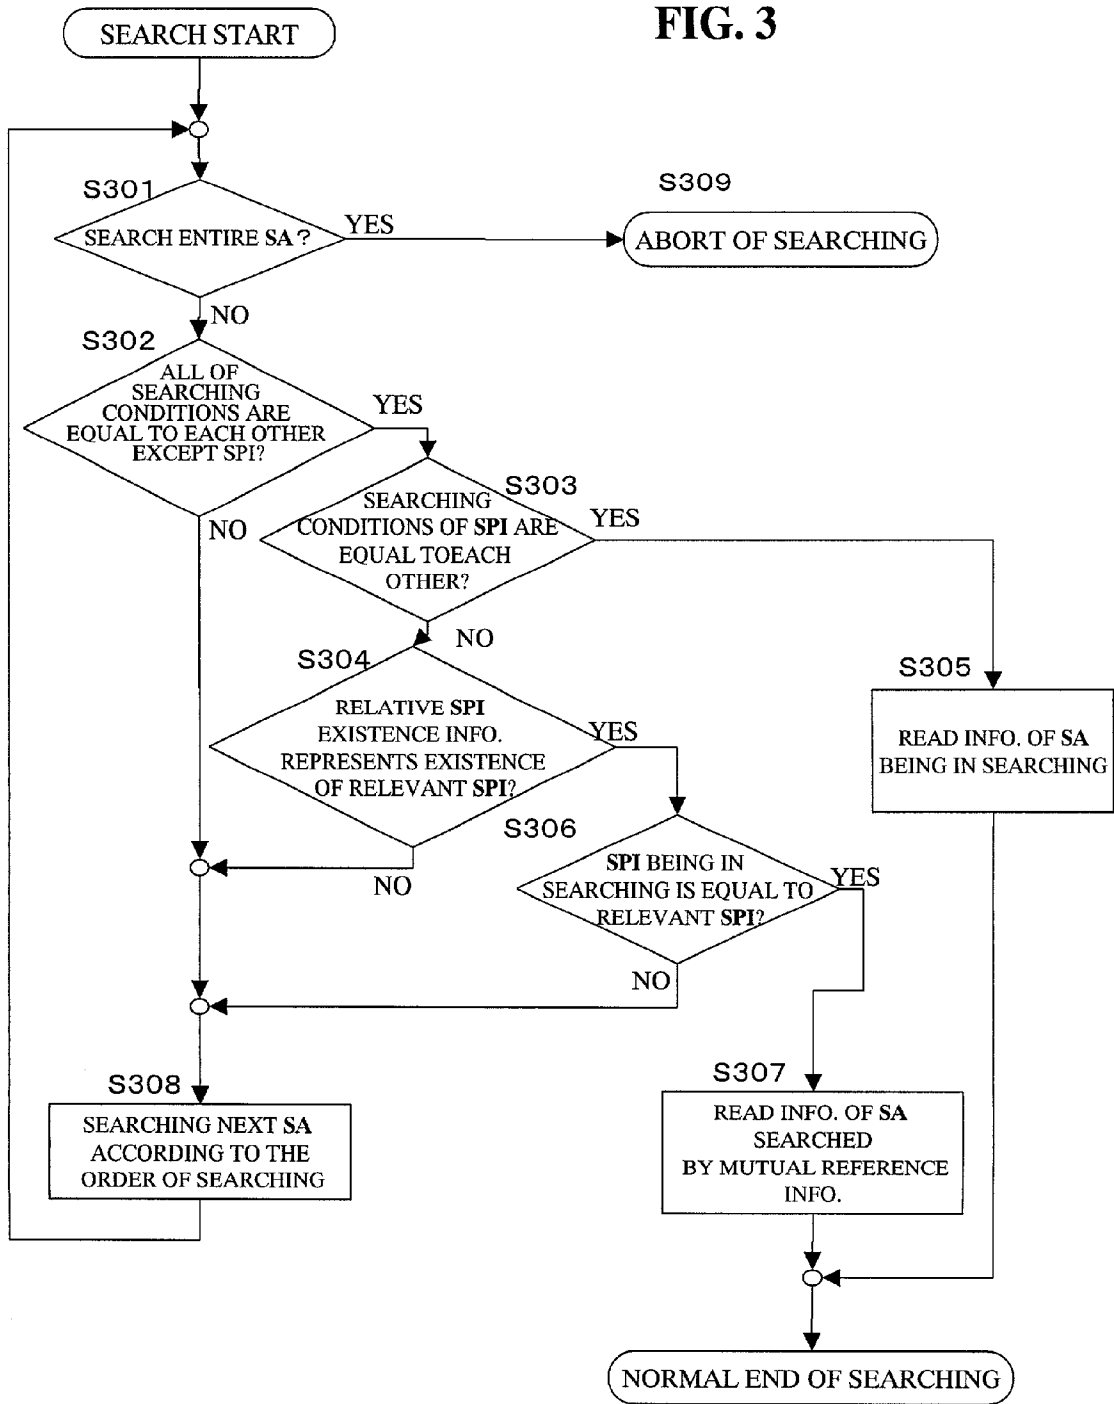 FIG. 3
SEARCH START
S301
SEARCH ENTIRE SA ?
YES
S309
ABORT OF SEARCHING
NO
S302
ALL OF
SEARCHING
CONDITIONS ARE
EQUAL TO EACH OTHER
EXCEPT SPI?
YES
NO
S303
SEARCHING
CONDITIONS OF SPI ARE
EQUAL TOEACH
OTHER?
YES
NO
S304
RELATIVE SPI
EXISTENCE INFO.
REPRESENTS EXISTENCE
OF RELEVANT SPI?
YES
NO
S305
READ INFO. OF SA
BEING IN SEARCHING
S306
SPI BEING IN
SEARCHING IS EQUAL TO
RELEVANT SPI?
YES
NO
S308
SEARCHING NEXT SA
ACCORDING TO THE
ORDER OF SEARCHING
S307
READ INFO. OF SA
SEARCHED
BY MUTUAL REFERENCE
INFO.
NORMAL END OF SEARCHING